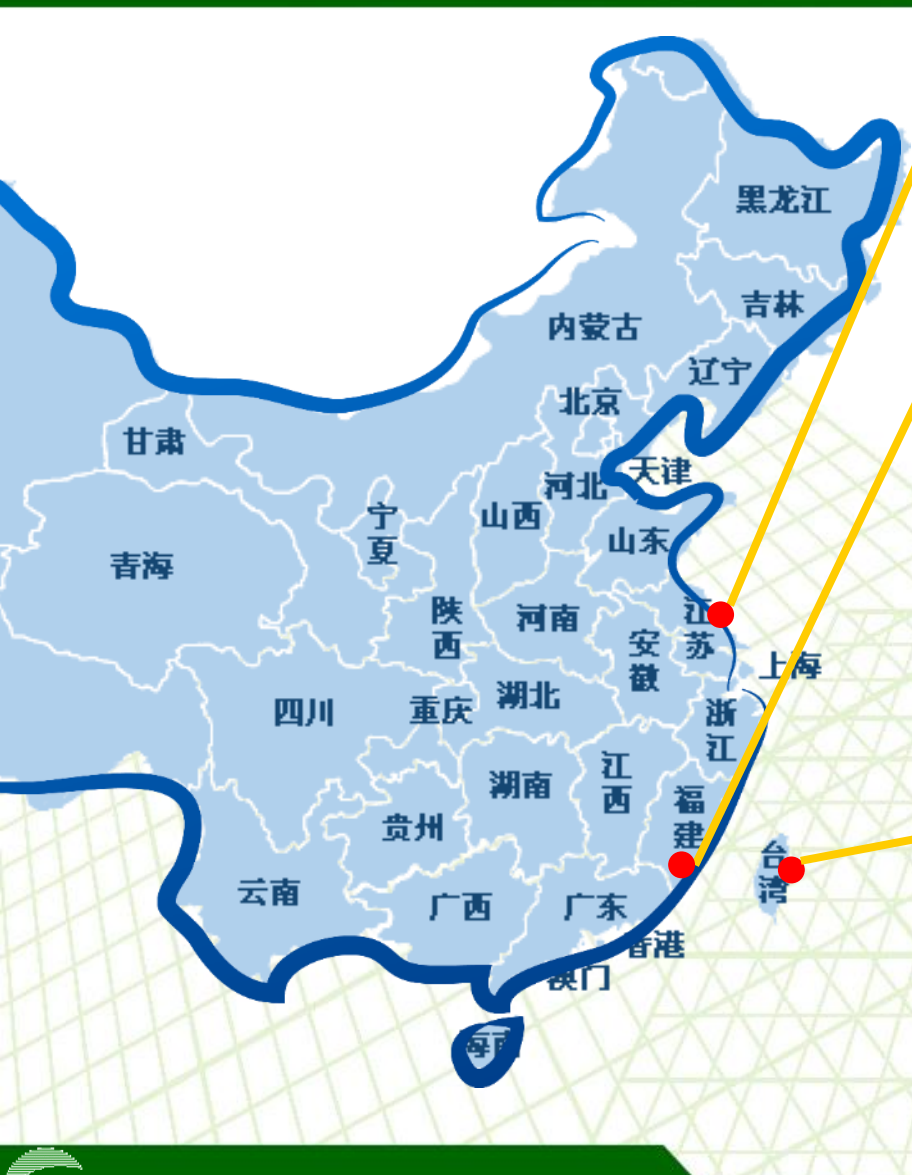 黑龙江
吉林
内蒙古
辽宁
北京
甘肃
天津
河北
山西
宁
夏
山东
青海
陕
西
河南
江
苏
安
徽
上海
四川
重庆
湖北
浙
江
江
西
湖南
福
建
贵州
台
湾
云南
广西
广东
香港
澳门
海南